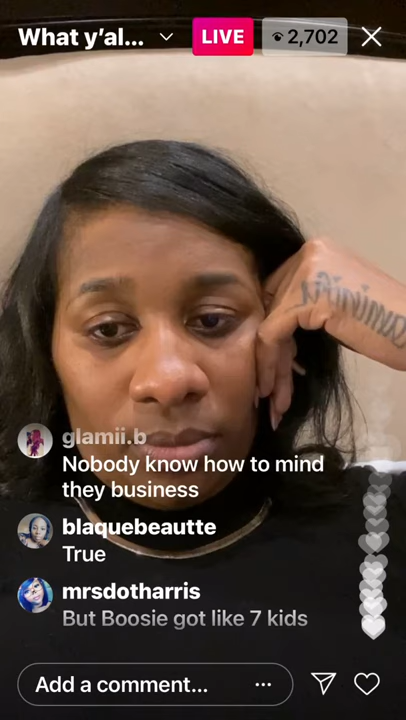 What y'al... LIVE 2,702
glamii.b
Nobody know how to mind
they business
blaquebeautte
True
mrsdotharris
But Boosie got like 7 kids
Add a comment...